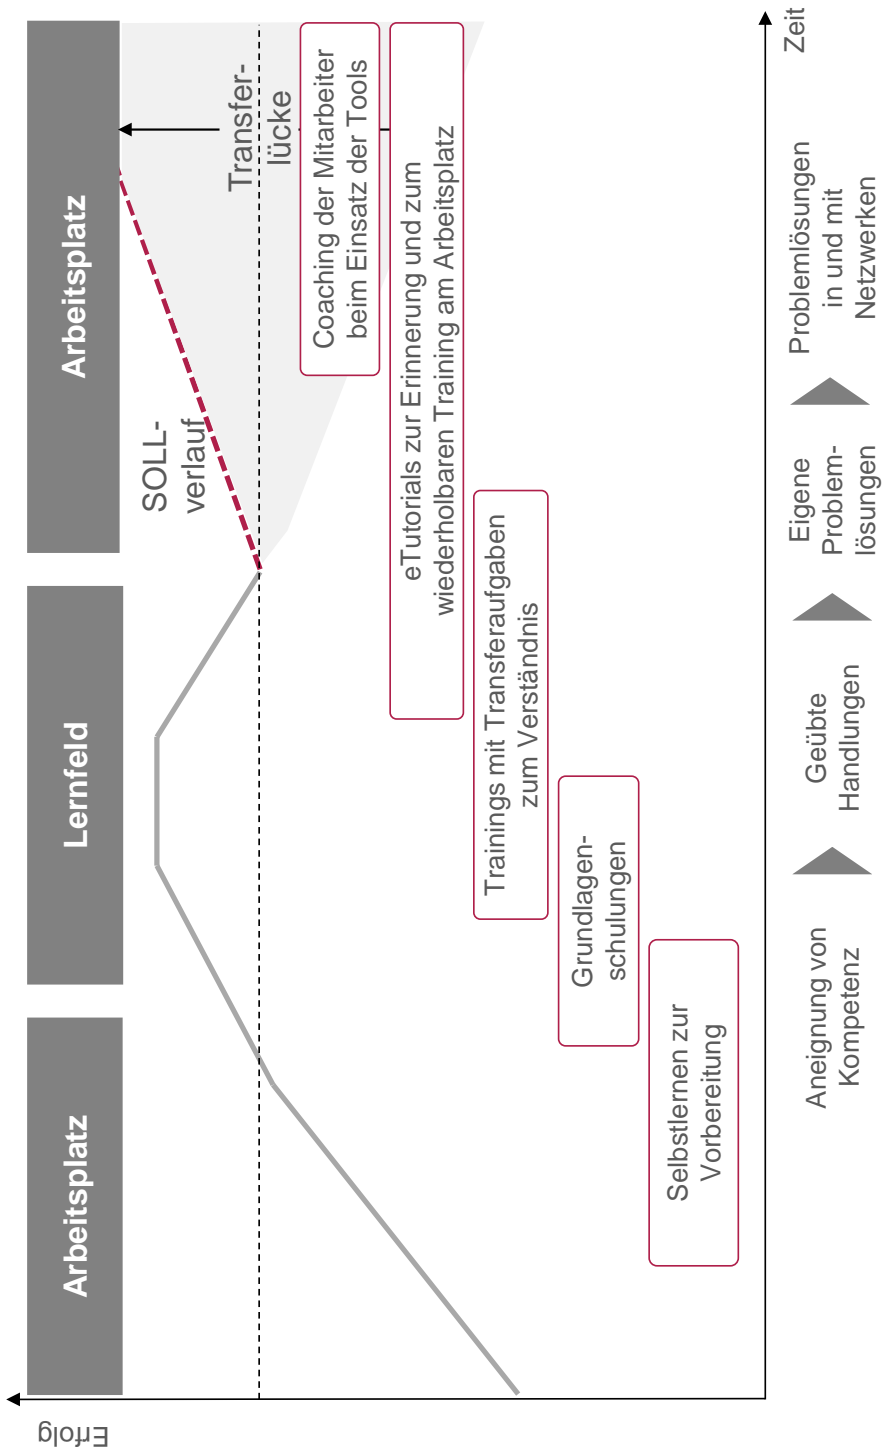 Erfolg
Arbeitsplatz
Lernfeld
Arbeitsplatz
SOLL-
verlauf
Transfer-
lücke
Coaching der Mitarbeiter
beim Einsatz der Tools
eTutorials zur Erinnerung und zum
wiederholbaren Training am Arbeitsplatz
Trainings mit Transferaufgaben
zum Verständnis
Grundlagen-
schulungen
Selbstlernen zur
Vorbereitung
Zeit
Aneignung von
Kompetenz
Geübte
Handlungen
Eigene
Problem-
lösungen
Problemlösungen
in und mit
Netzwerken